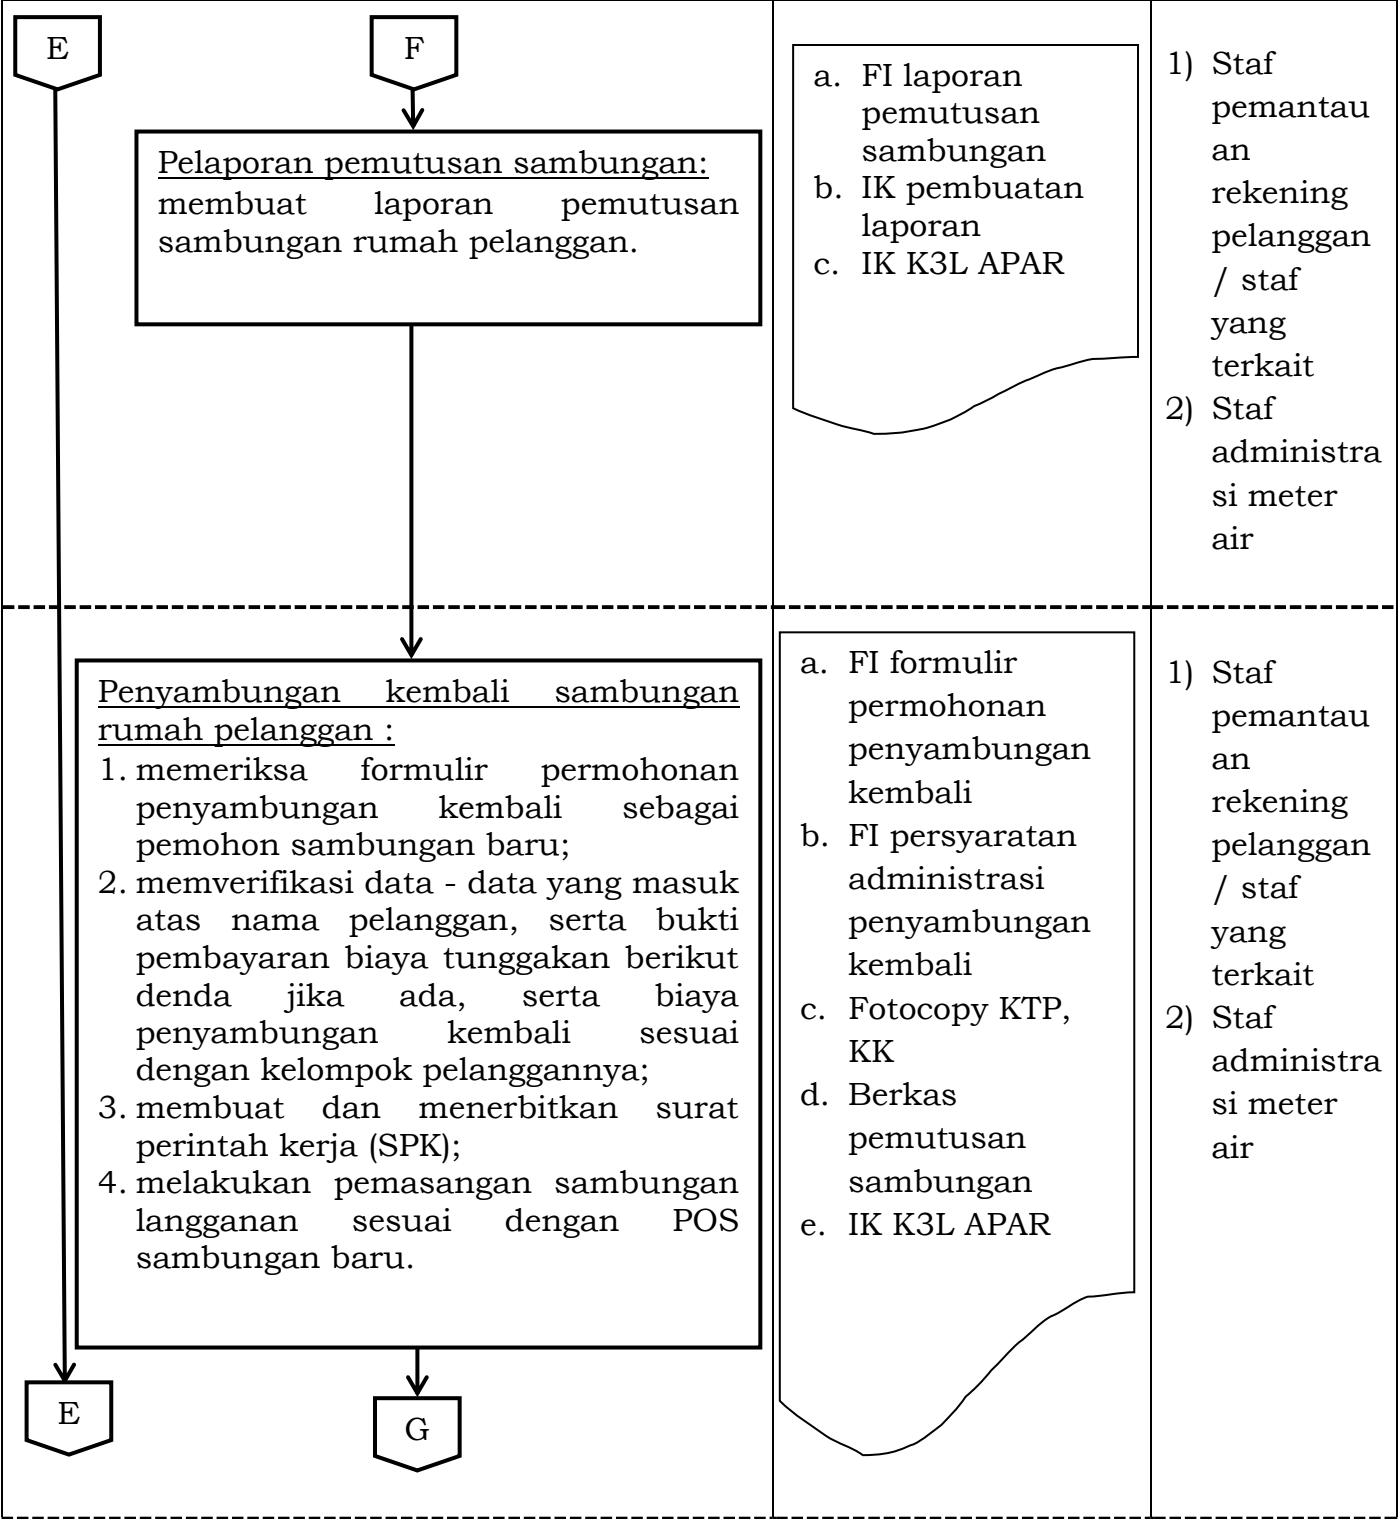 E
F
Pelaporan pemutusan sambungan:
membuat laporan pemutusan
sambungan rumah pelanggan.
a. FI laporan
pemutusan
sambungan
b. IK pembuatan
laporan
c. IK K3L APAR
1) Staf
pemantau
an
rekening
pelanggan
/ staf
yang
terkait
2) Staf
administra
si meter
air
Penyambungan kembali sambungan
rumah pelanggan :
1. memeriksa formulir permohonan
penyambungan kembali sebagai
pemohon sambungan baru;
2. memverifikasi data - data yang masuk
atas nama pelanggan, serta bukti
pembayaran biaya tunggakan berikut
denda jika ada, serta biaya
penyambungan kembali sesuai
dengan kelompok pelanggannya;
3. membuat dan menerbitkan surat
perintah kerja (SPK);
4. melakukan pemasangan sambungan
langganan sesuai dengan POS
sambungan baru.
a. FI formulir
permohonan
penyambungan
kembali
b. FI persyaratan
administrasi
penyambungan
kembali
c. Fotocopy KTP,
KK
d. Berkas
pemutusan
sambungan
e. IK K3L APAR
1) Staf
pemantau
an
rekening
pelanggan
/ staf
yang
terkait
2) Staf
administra
si meter
air
E
G